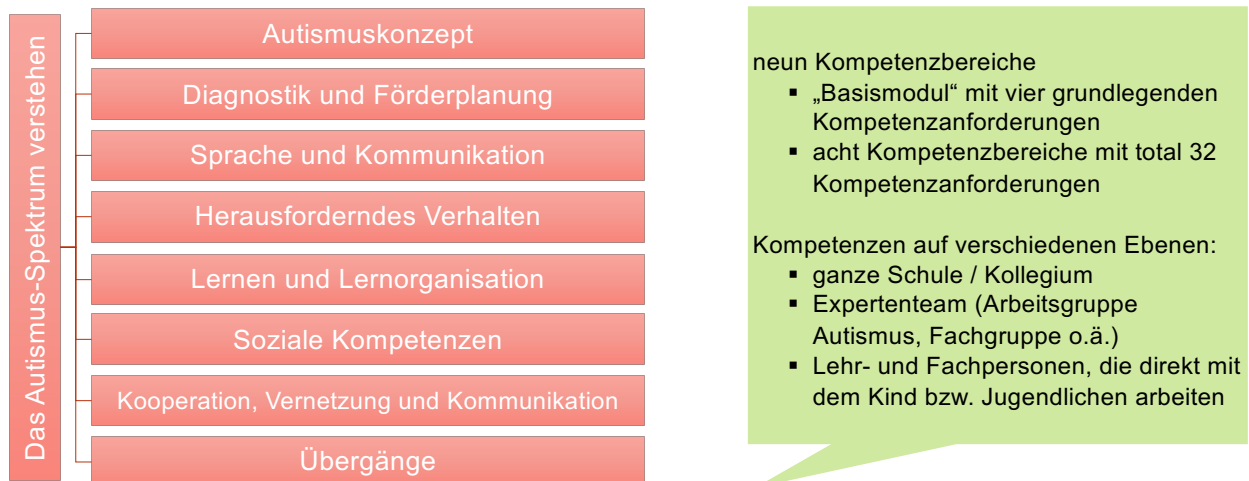 Das Autismus-Spektrum verstehen
Autismuskonzept
Diagnostik und Förderplanung
Sprache und Kommunikation
Herausforderndes Verhalten
Lernen und Lernorganisation
Soziale Kompetenzen
Kooperation, Vernetzung und Kommunikation
Übergänge
neun Kompetenzbereiche
▪ „Basismodul“ mit vier grundlegenden
Kompetenzanforderungen
▪ acht Kompetenzbereiche mit total 32
Kompetenzanforderungen
Kompetenzen auf verschiedenen Ebenen:
▪ ganze Schule / Kollegium
▪ Expertenteam (Arbeitsgruppe
Autismus, Fachgruppe o.ä.)
▪ Lehr- und Fachpersonen, die direkt mit
dem Kind bzw. Jugendlichen arbeiten